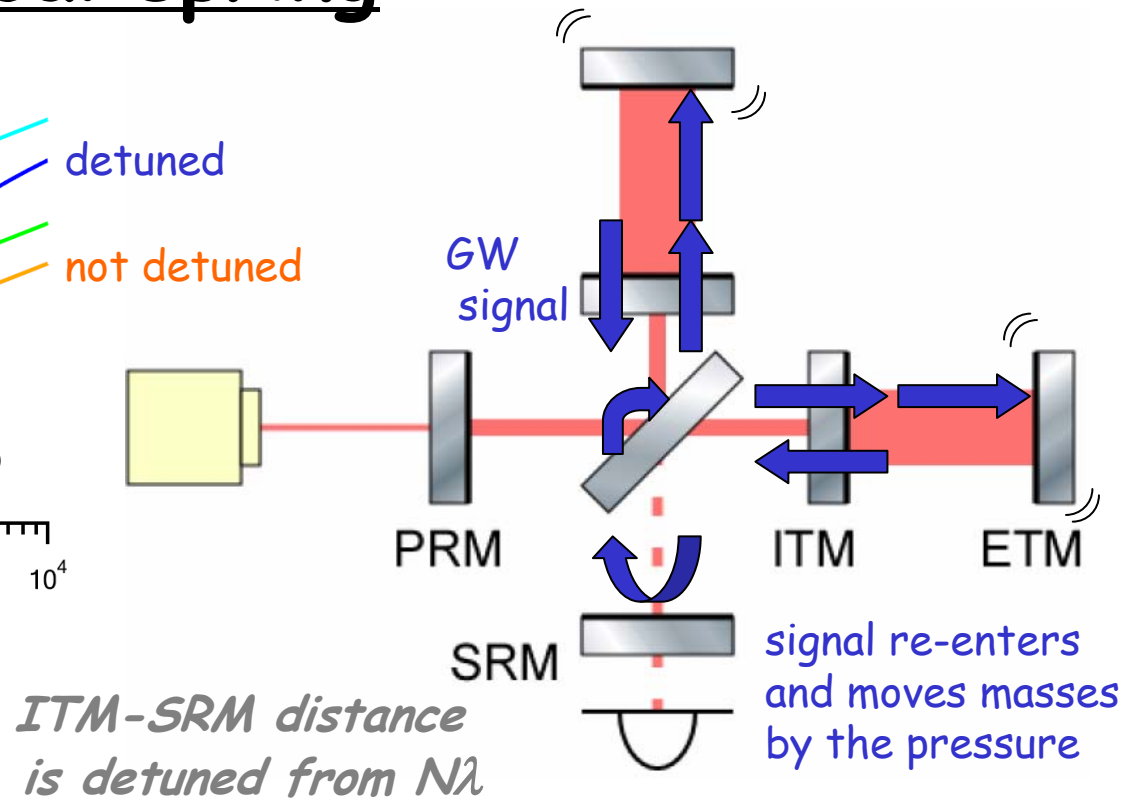 spring
detuned
not detuned
GW
signal
10⁴
PRM
ITM
ETM
SRM
signal re-enters
and moves masses
by the pressure
ITM-SRM distance
is detuned from Nλ